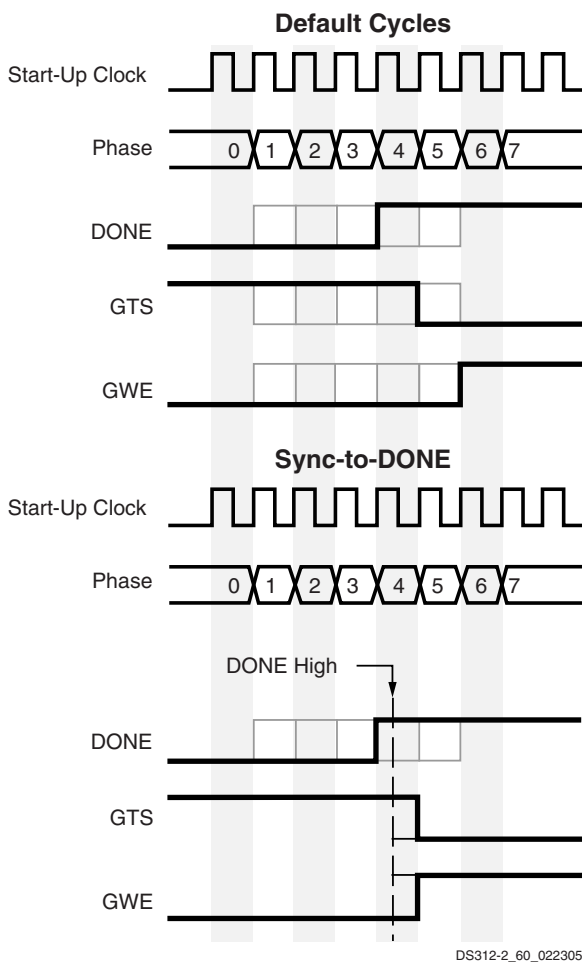 Default Cycles
Start-Up Clock
Phase
0 1 2 3 4 5 6 7
DONE
GTS
GWE
Sync-to-DONE
Start-Up Clock
Phase
0 1 2 3 4 5 6 7
DONE High
DONE
GTS
GWE
DS312-2_60_022305